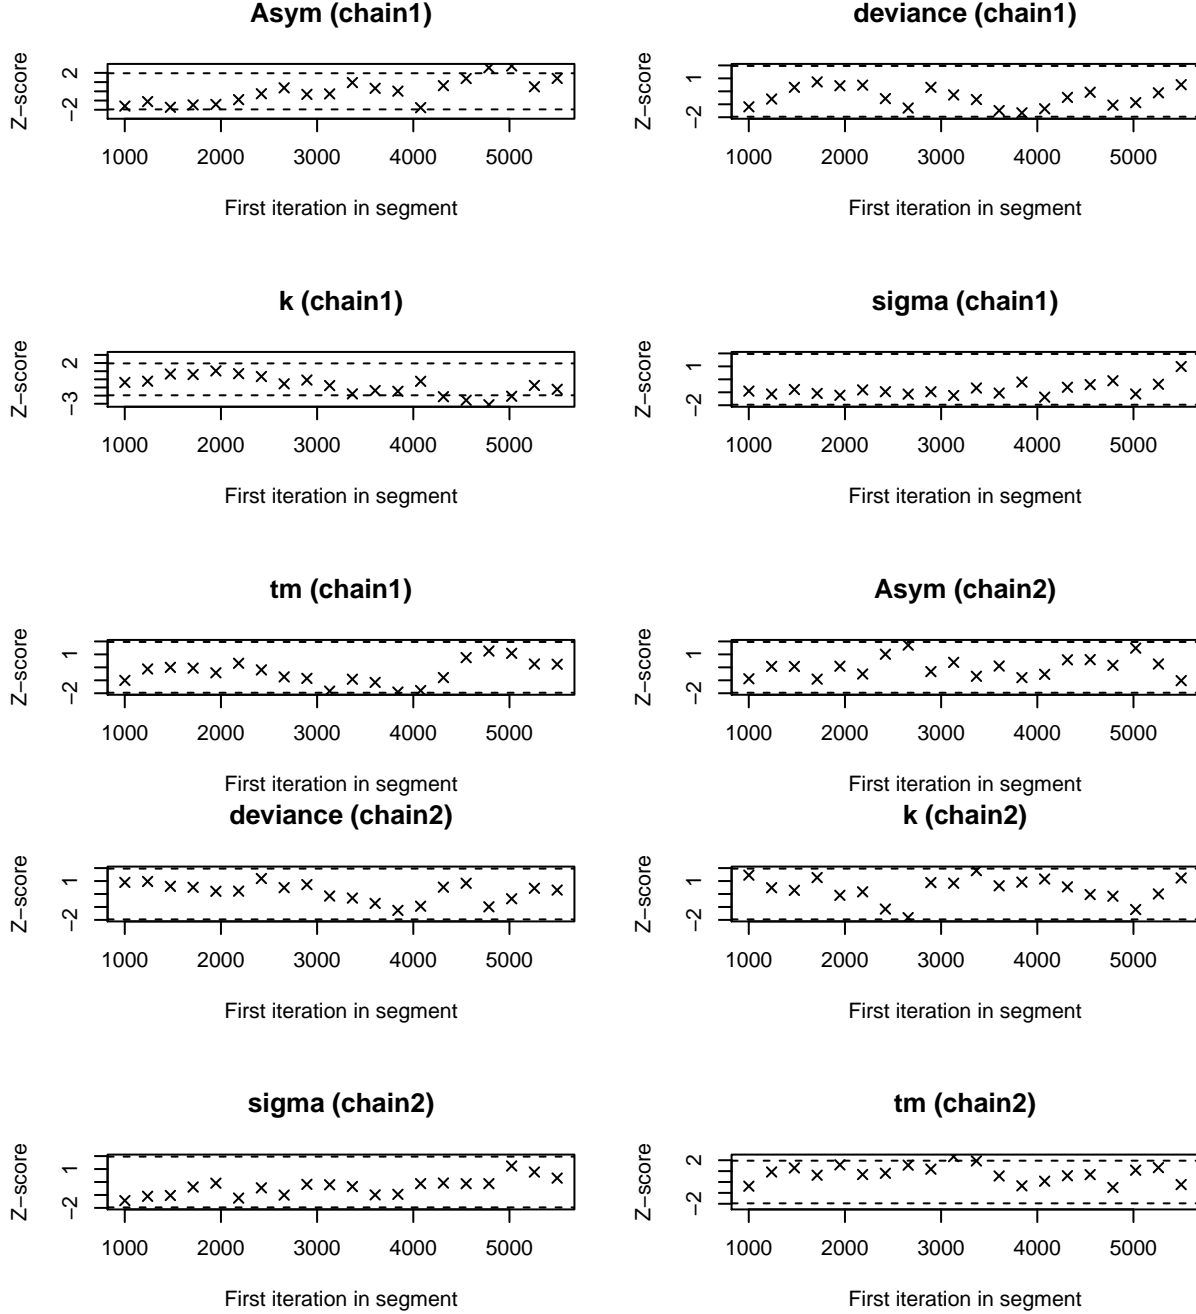 Asym (chain1)
Z−score
2
−2
1000 2000 3000 4000 5000
First iteration in segment
deviance (chain1)
Z−score
1
−2
1000 2000 3000 4000 5000
First iteration in segment
k (chain1)
Z−score
2
−3
1000 2000 3000 4000 5000
First iteration in segment
sigma (chain1)
Z−score
1
−2
1000 2000 3000 4000 5000
First iteration in segment
tm (chain1)
Z−score
1
−2
1000 2000 3000 4000 5000
First iteration in segment
Asym (chain2)
Z−score
1
−2
1000 2000 3000 4000 5000
First iteration in segment
deviance (chain2)
Z−score
1
−2
1000 2000 3000 4000 5000
First iteration in segment
k (chain2)
Z−score
1
−2
1000 2000 3000 4000 5000
First iteration in segment
sigma (chain2)
Z−score
1
−2
1000 2000 3000 4000 5000
First iteration in segment
tm (chain2)
Z−score
2
−2
1000 2000 3000 4000 5000
First iteration in segment